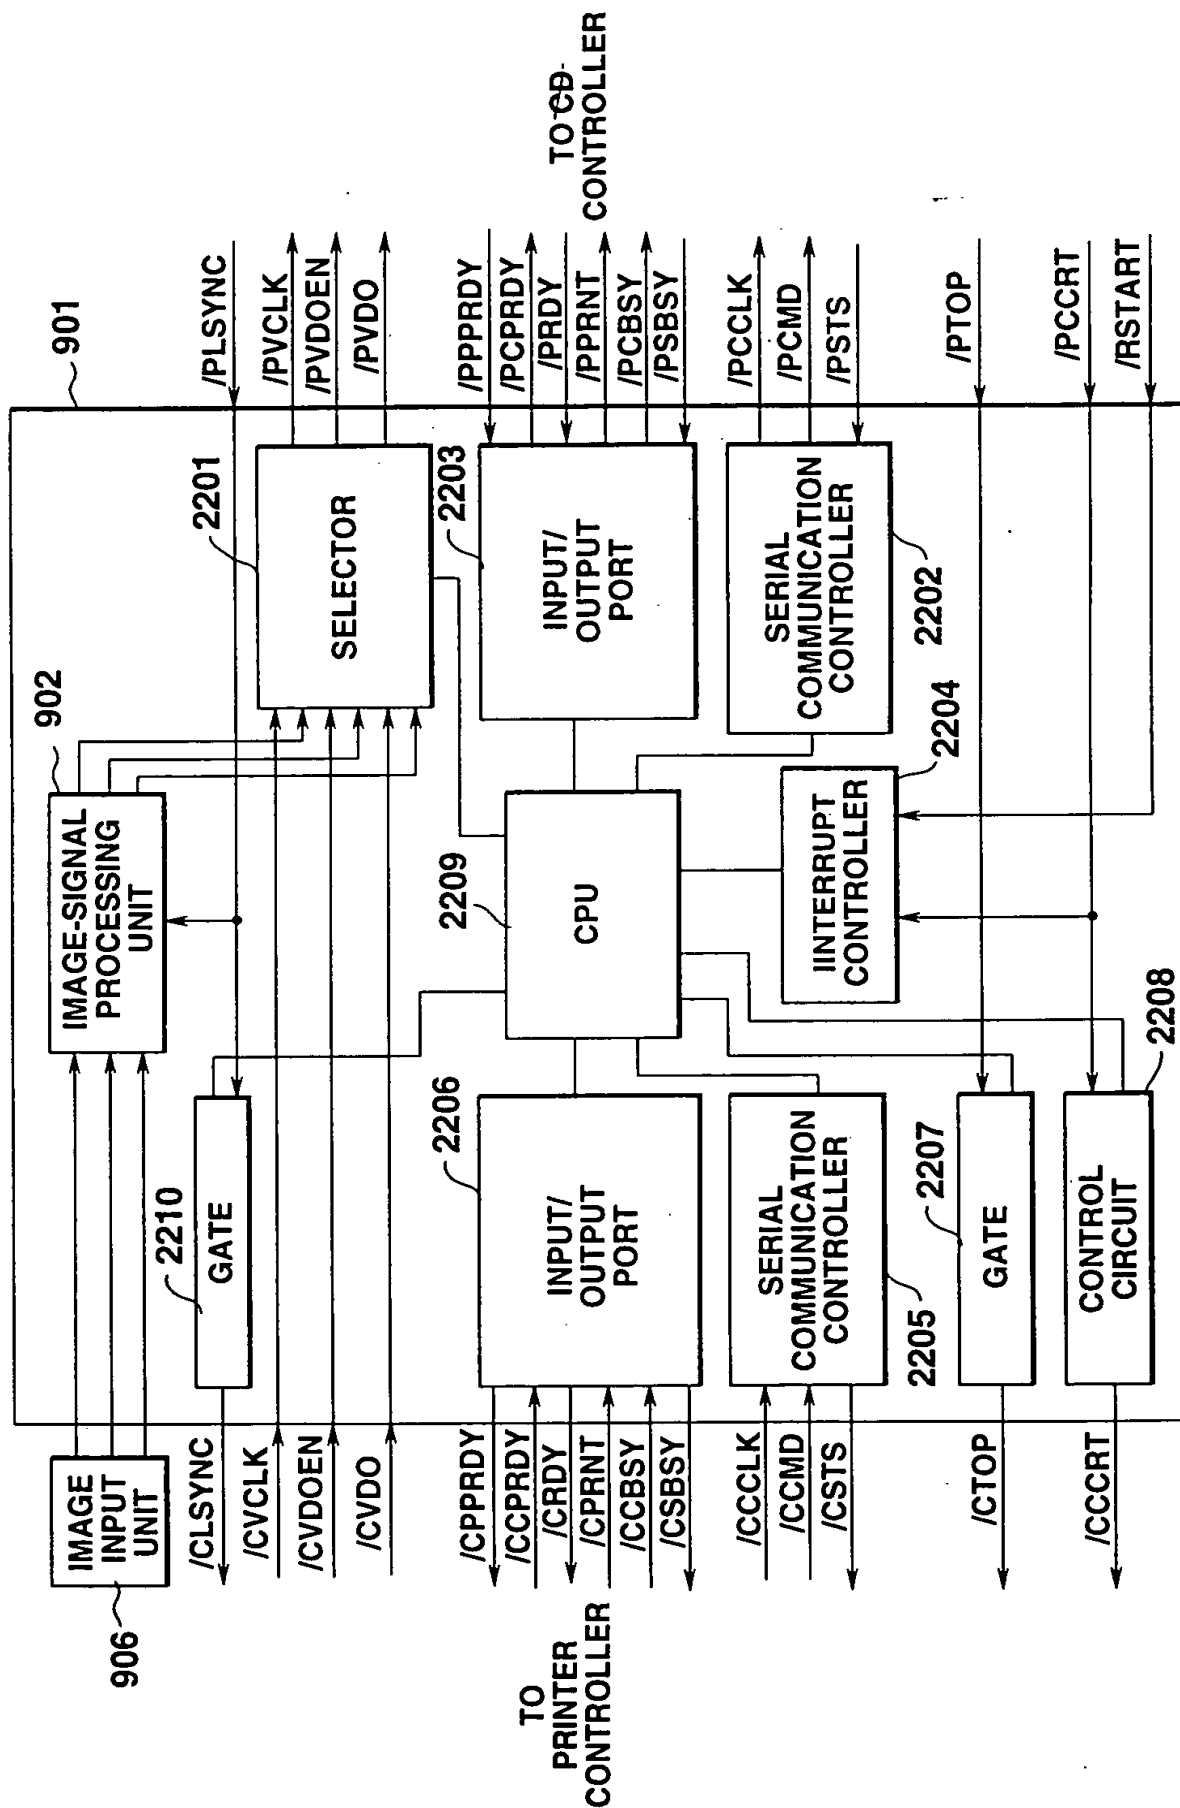 901
906
IMAGE
INPUT
UNIT
902
IMAGE-SIGNAL
PROCESSING
UNIT
/PLSYNC
/CLSYNC
2210
GATE
2201
SELECTOR
/PVCLK
/PVDOEN
/PVDO
/CVCLK
/CVDOEN
/CVDO
TO
PRINTER
CONTROLLER
/CPPRDY
/CCPRDY
/CRDY
/CPRNT
/CCBSY
/CSBSY
2206
INPUT/
OUTPUT
PORT
2209
CPU
2203
INPUT/
OUTPUT
PORT
/PPPRDY
/PCPRDY
/PRDY
/PPRNT
/PCBSY
/PSBSY
TO CD-
CONTROLLER
/CCCLK
/CCMD
/CSTS
SERIAL
COMMUNICATION
CONTROLLER
2205
IINTERRUPT
CONTROLLER
2204
SERIAL
COMMUNICATION
CONTROLLER
2202
/PCCLK
/PCMD
/PSTS
/CTOP
2207
GATE
/PTOP
/CCCRT
CONTROL
CIRCUIT
2208
/PCCRT
/RSTART